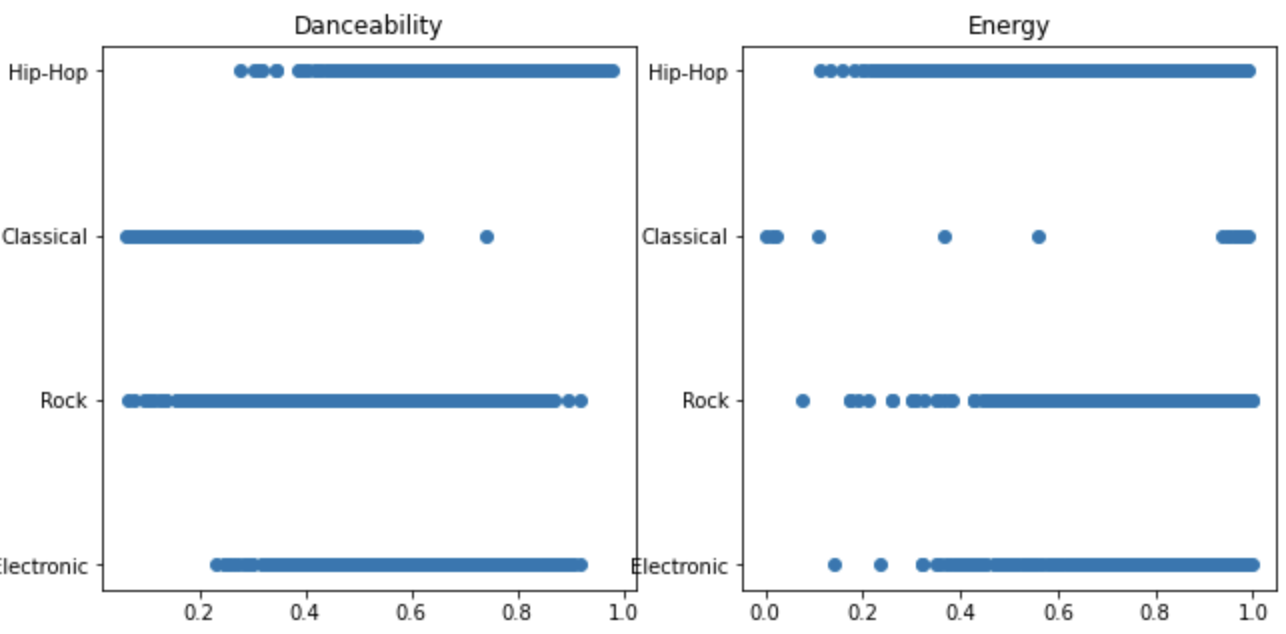 Danceability
Hip-Hop
Classical
Rock
Electronic
0.2 0.4 0.6 0.8 1.0
Energy
Hip-Hop
Classical
Rock
Electronic
0.0 0.2 0.4 0.6 0.8 1.0